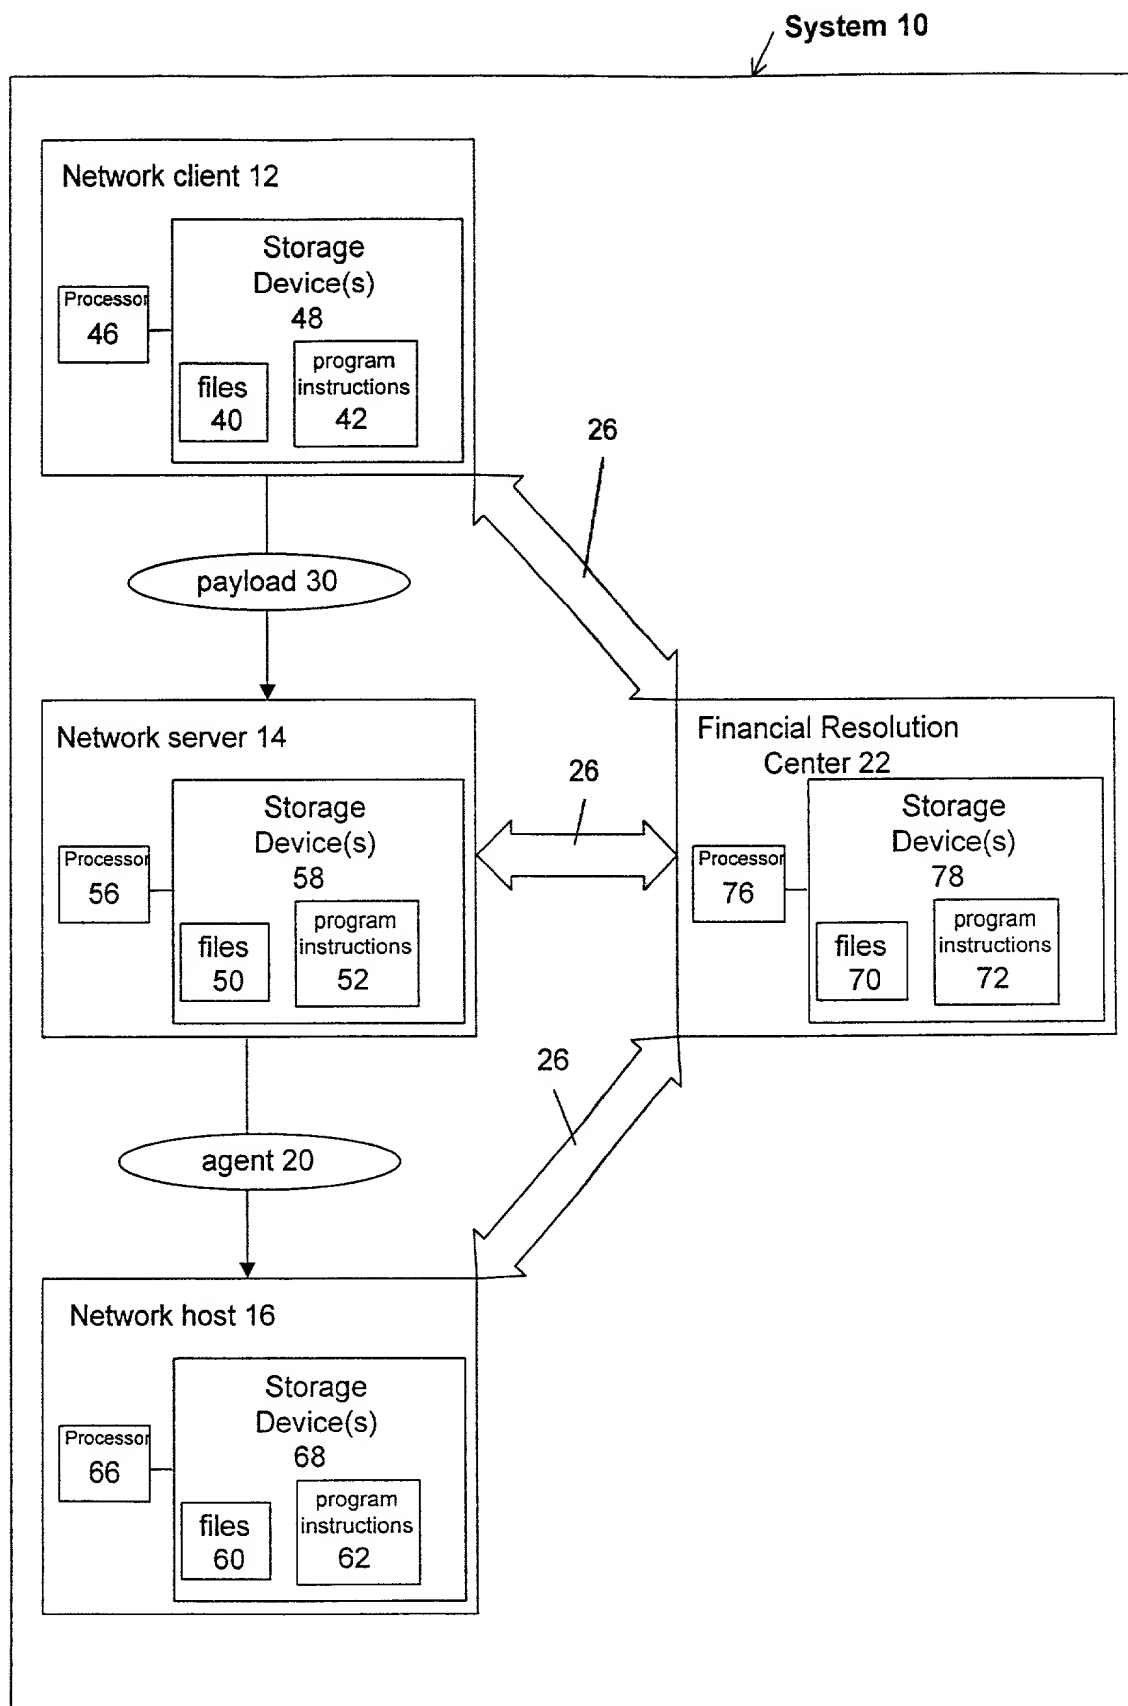 System 10
Network client 12
Storage
Device(s)
48
Processor
46
files
40
program
instructions
42
26
payload 30
Network server 14
Storage
Device(s)
58
Processor
56
files
50
program
instructions
52
26
Financial Resolution
Center 22
Storage
Device(s)
78
Processor
76
files
70
program
instructions
72
26
agent 20
Network host 16
Storage
Device(s)
68
Processor
66
files
60
program
instructions
62